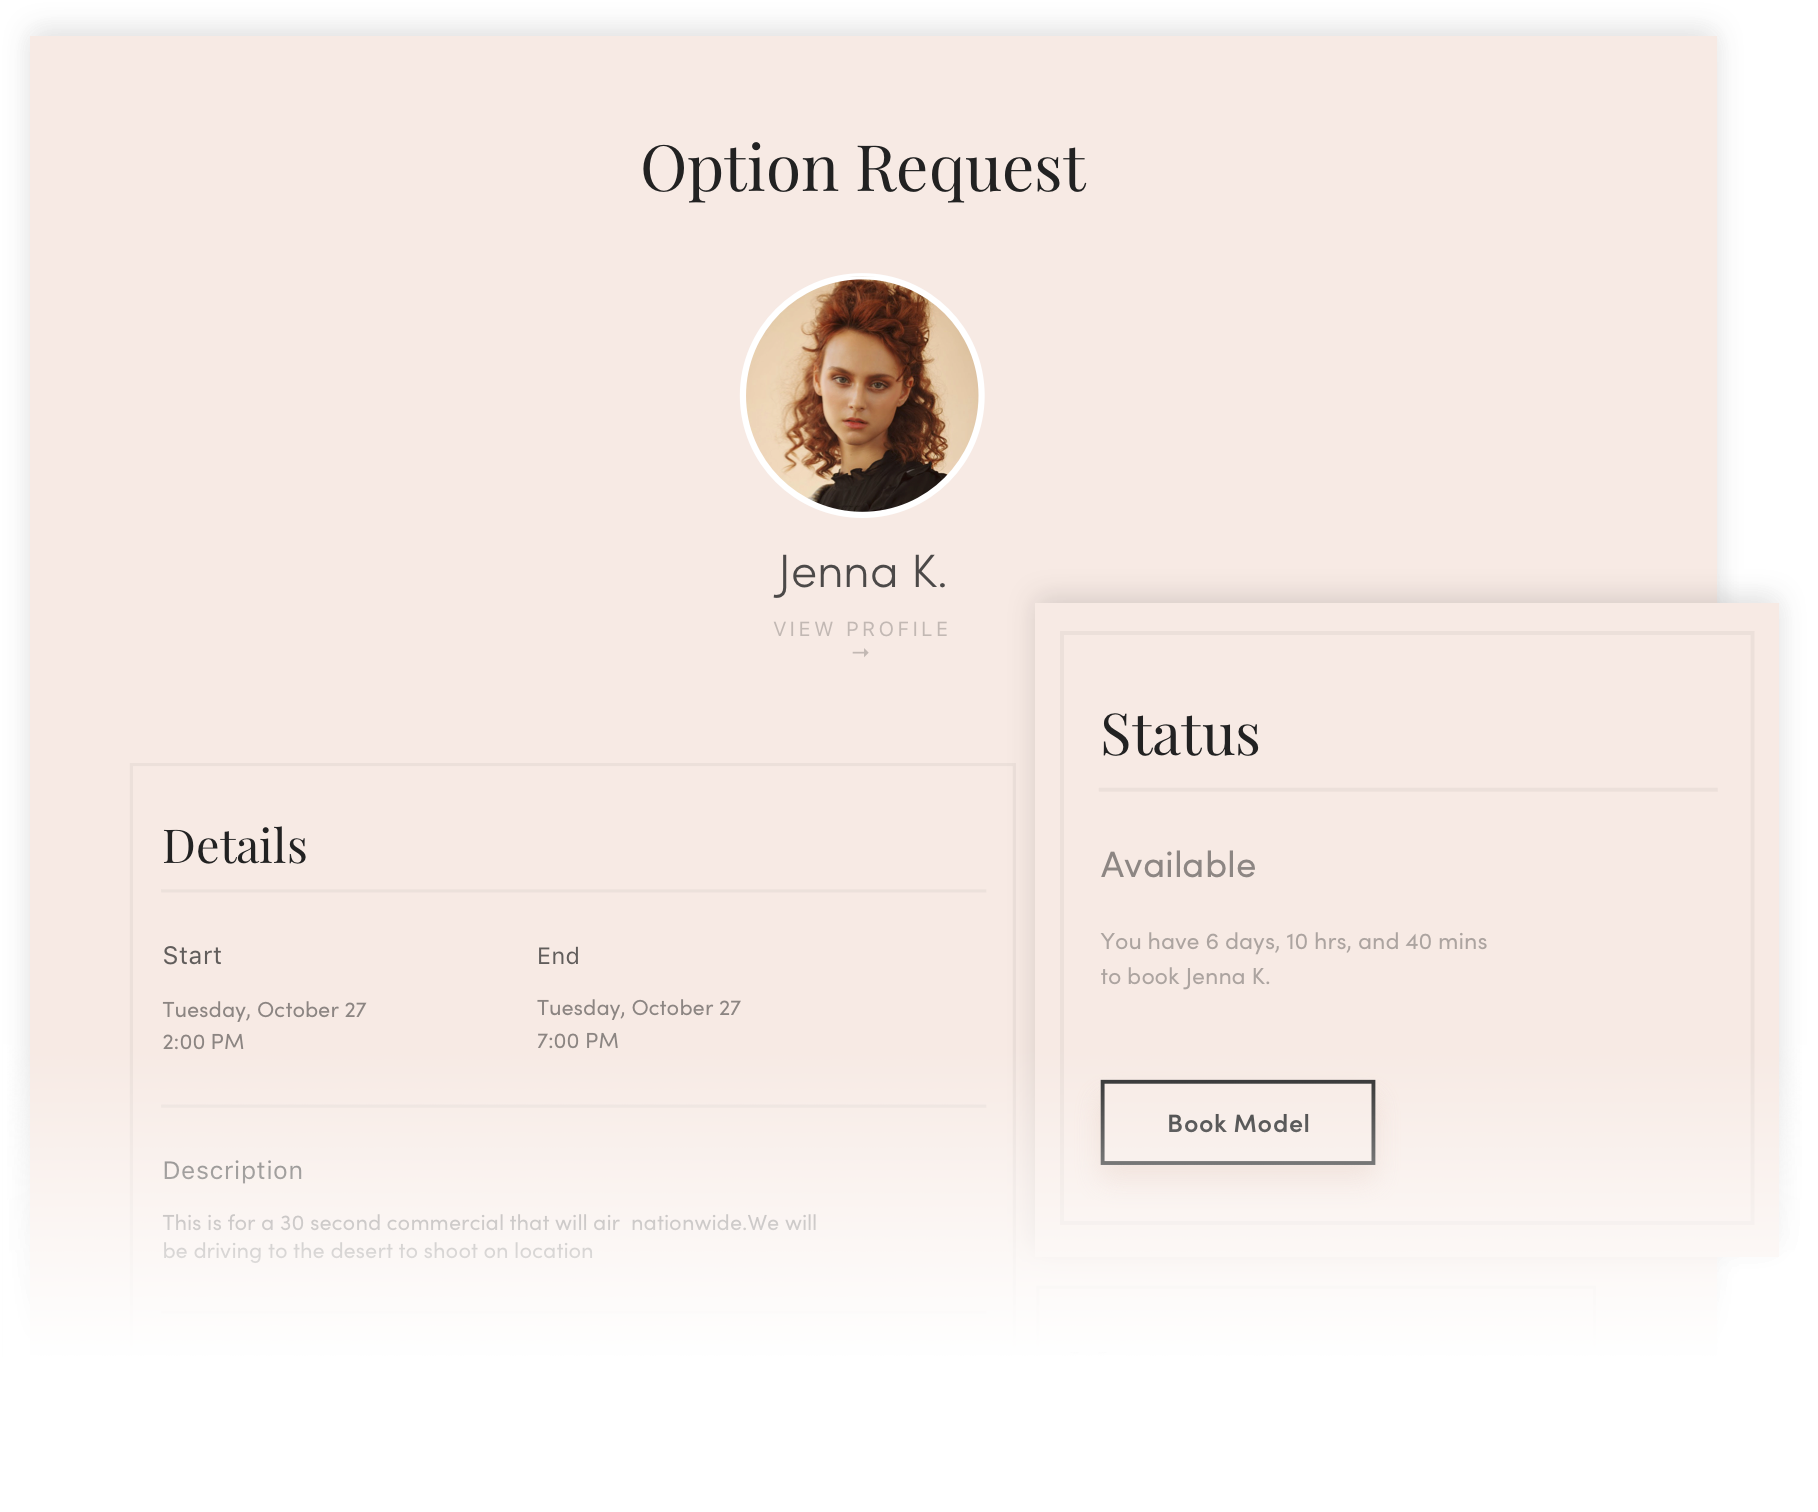 Option Request
Jenna K.
VIEW PROFILE
→
Details
Start
Tuesday, October 27
2:00 PM
End
Tuesday, October 27
7:00 PM
Description
This is for a 30 second commercial that will air  nationwide.We will
be driving to the desert to shoot on location
Status
Available
You have 6 days, 10 hrs, and 40 mins
to book Jenna K.
Book Model